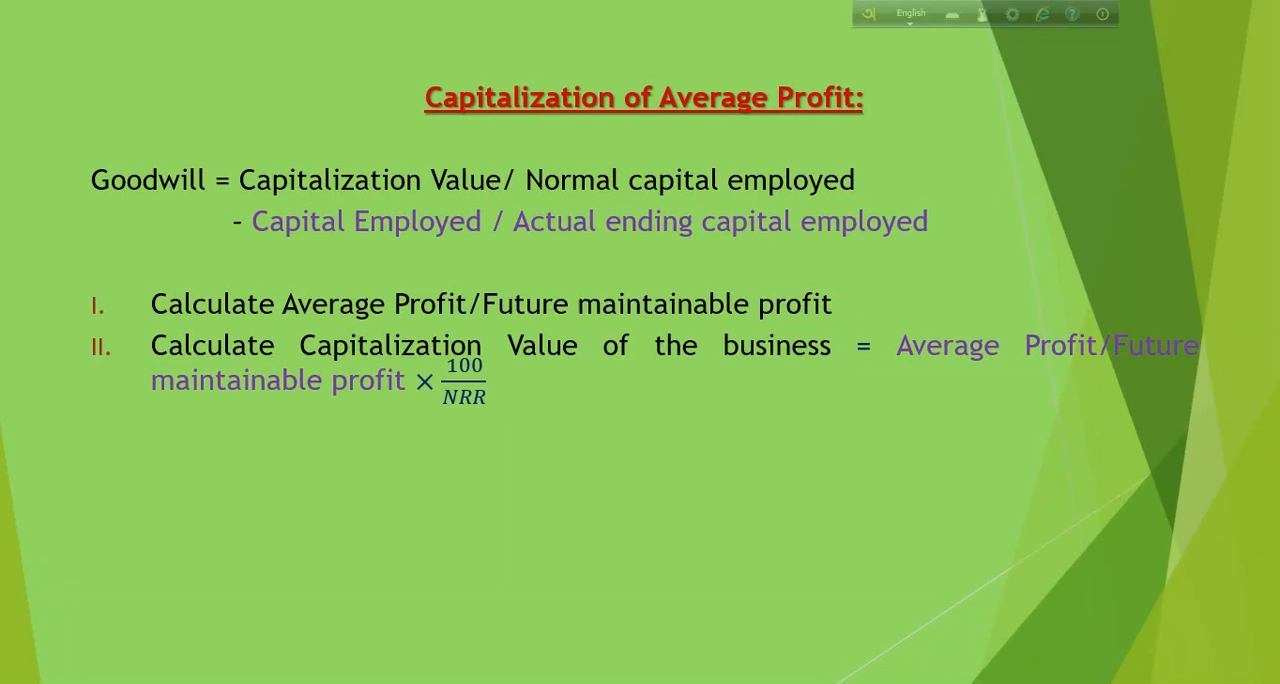 অ English
Capitalization of Average Profit:
Goodwill = Capitalization Value/ Normal capital employed
- Capital Employed / Actual ending capital employed
I. Calculate Average Profit/Future maintainable profit
II. Calculate Capitalization Value of the business = Average Profit/Future
maintainable profit × 100/NRR